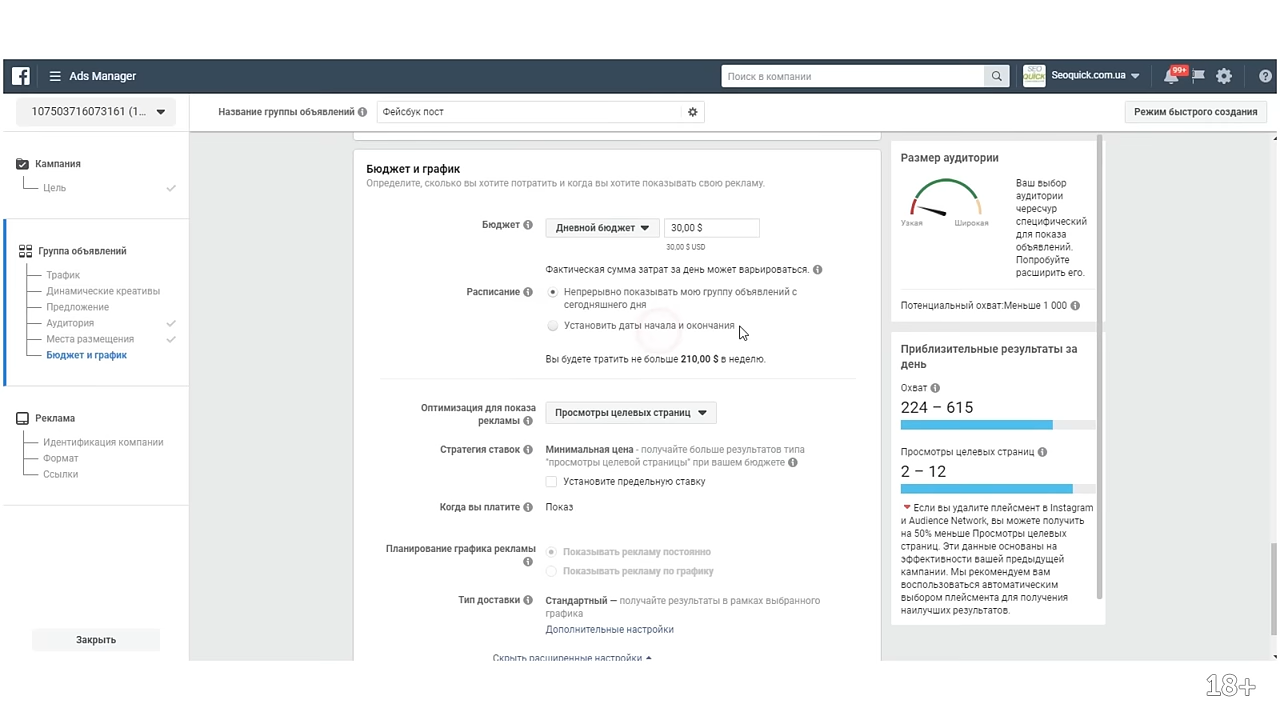 Ads Manager
Поиск в компании
SEO QUICK
Seoquick.com.ua
99+
107503716073161 (1...
Название группы объявлений
Фейсбук пост
Режим быстрого создания
Кампания
Цель
Группа объявлений
Трафик
Динамические креативы
Предложение
Аудитория
Места размещения
Бюджет и график
Реклама
Идентификация компании
Формат
Ссылки
Закрыть
Бюджет и график
Определите, сколько вы хотите потратить и когда вы хотите показывать свою рекламу.
Бюджет
Дневной бюджет
30,00 $
30,00 $ USD
Фактическая сумма затрат за день может варьироваться.
Расписание
Непрерывно показывать мою группу объявлений с
сегодняшнего дня
Установить даты начала и окончания
Вы будете тратить не больше 210,00 $ в неделю.
Оптимизация для показа
рекламы
Просмотры целевых страниц
Стратегия ставок
Минимальная цена - получайте больше результатов типа
"просмотры целевой страницы" при вашем бюджете
Установите предельную ставку
Когда вы платите
Показ
Планирование графика рекламы
Показывать рекламу постоянно
Показывать рекламу по графику
Тип доставки
Стандартный — получайте результаты в рамках выбранного
графика
Дополнительные настройки
Скрыть расширенные настройки
Размер аудитории
Узкая
Широкая
Ваш выбор
аудитории
чересчур
специфический
для показа
объявлений.
Попробуйте
расширить его.
Потенциальный охват:Меньше 1 000
Приблизительные результаты за
день
Охват
224 – 615
Просмотры целевых страниц
2 – 12
Если вы удалите плейсмент в Instagram
и Audience Network, вы можете получить
на 50% меньше Просмотры целевых
страниц. Эти данные основаны на
эффективности вашей предыдущей
кампании. Мы рекомендуем вам
воспользоваться автоматическим
выбором плейсмента для получения
наилучших результатов.
18+